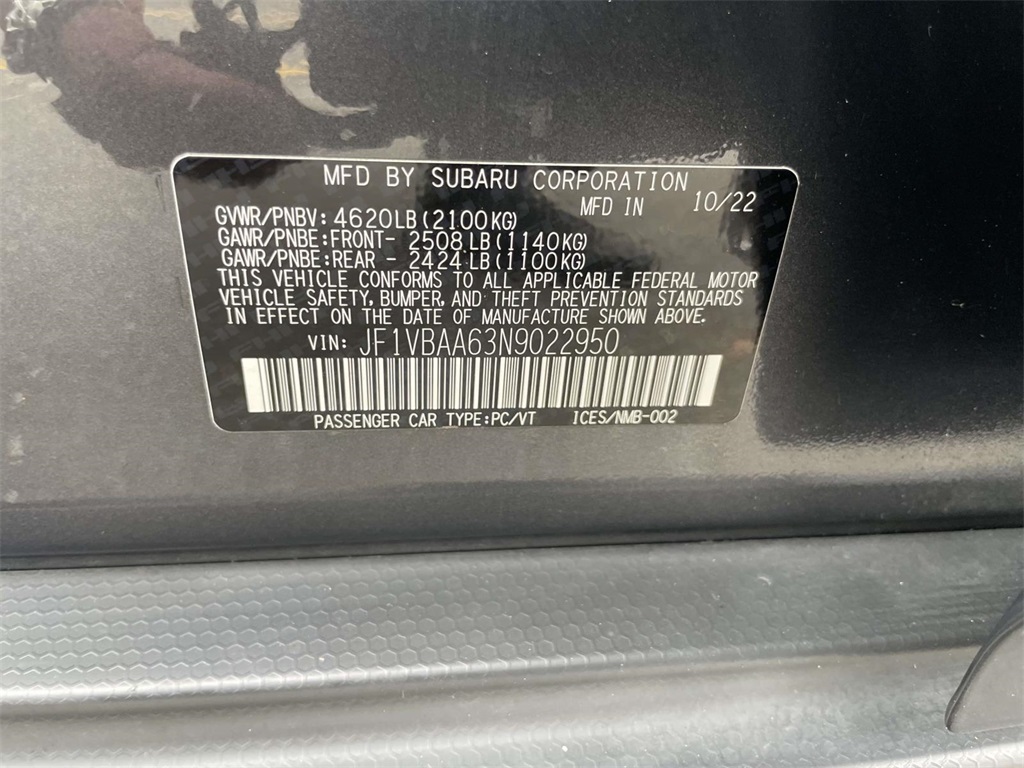 MFD BY SUBARU CORPORATION
MFD IN 10/22
GVWR/PNBV: 4620LB(2100KG)
GAWR/PNBE:FRONT- 2508LB(1140KG)
GAWR/PNBE:REAR - 2424LB(1100KG)
THIS VEHICLE CONFORMS TO ALL APPLICABLE FEDERAL MOTOR
VEHICLE SAFETY, BUMPER, AND THEFT PREVENTION STANDARDS
IN EFFECT ON THE DATE OF MANUFACTURE SHOWN ABOVE.
VIN: JF1VBAA63N9022950
PASSENGER CAR TYPE:PC/VT ICES/NMB-002